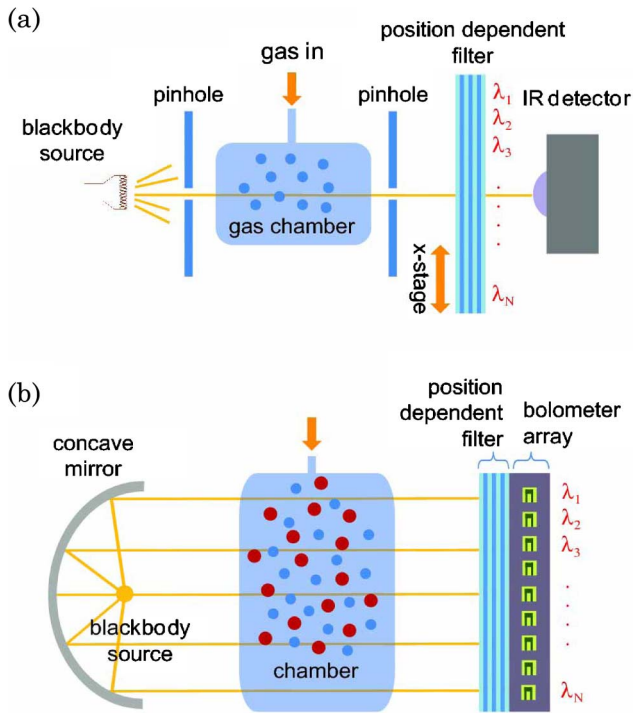 (a)
gas in
position dependent
filter
pinhole
pinhole
IR detector
blackbody
source
λ1
λ2
λ3
gas chamber
x-stage
λN
(b)
position
dependent
filter
bolometer
array
concave
mirror
λ1
λ2
λ3
blackbody
source
chamber
λN